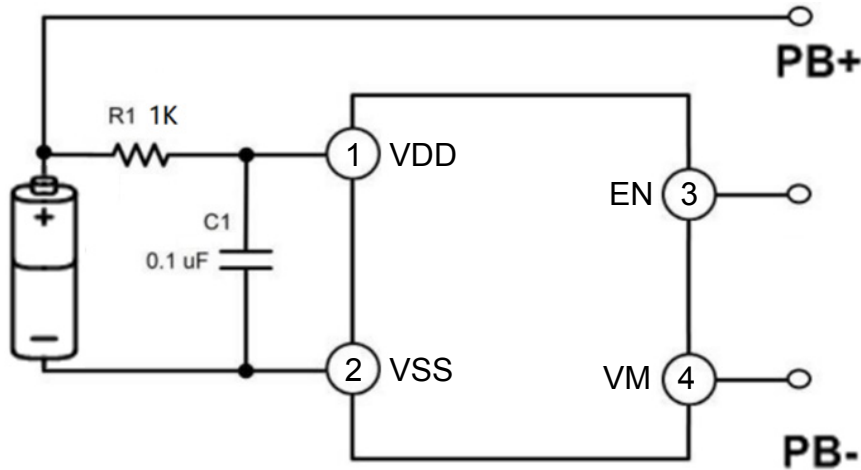 PB+
R1 1K
1 VDD
EN 3
C1
0.1 uF
+
2 VSS
VM 4
PB-